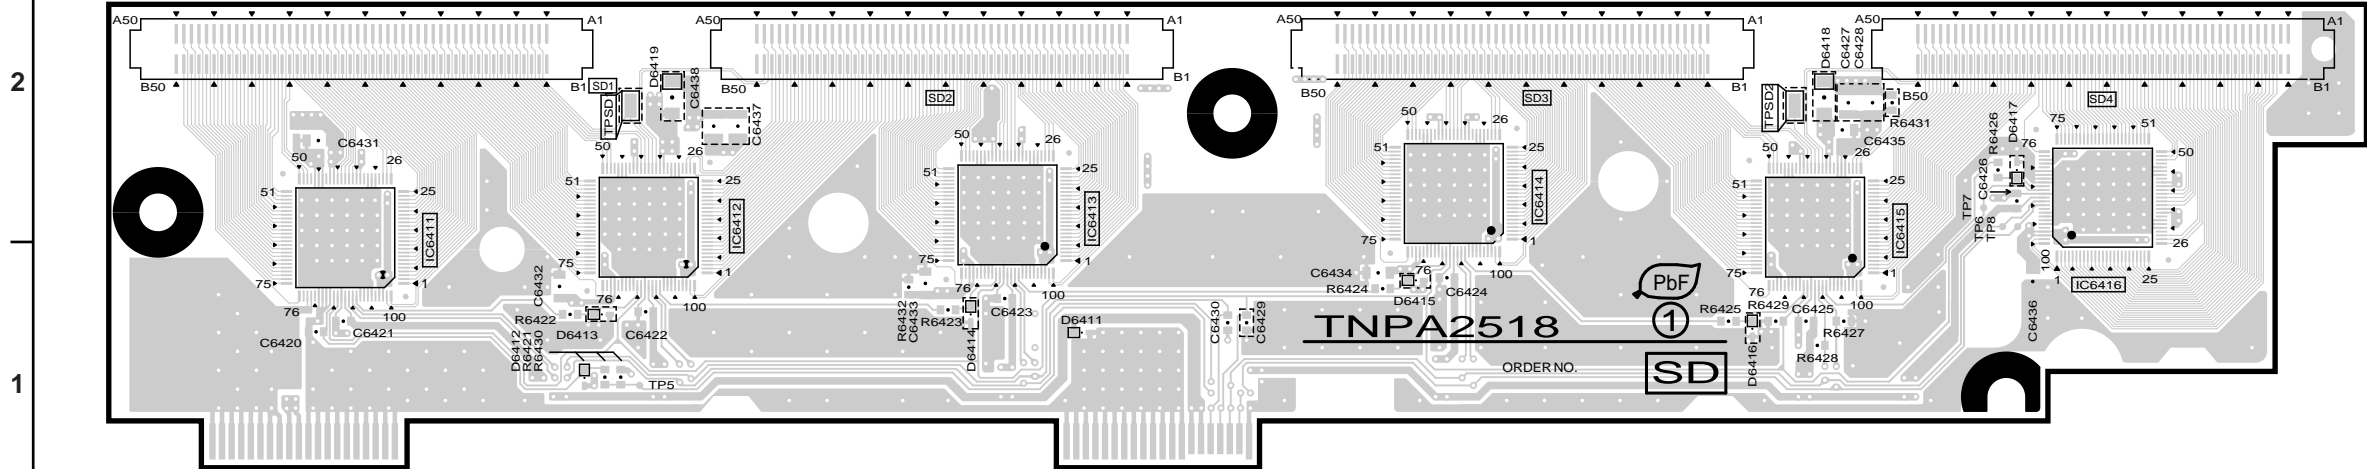 A50
A1
A50
A1
A50
A1
A50
A1
B50
B1
B50
B1
B50
B1
B50
B1
2
1
SD1
TPSD
D6419
C6438
C6437
SD2
SD3
TPSD2
D6418
C6427
C6428
R6431
C6435
SD4
C6431
50
26
51
25
75
1
76
100
IC6411
C6420
C6421
50
26
51
25
75
1
76
100
IC6412
C6432
R6422
D6413
C6422
D6412
R6421
R6430
TP5
50
26
51
25
75
1
76
100
IC6413
R6432
C6433
R6423
D6414
C6423
D6411
C6430
C6429
50
26
51
25
75
1
76
100
IC6414
C6434
R6424
D6415
C6424
TNPA2518
PbF
1
ORDER NO.
SD
50
26
51
25
75
1
76
100
IC6415
R6425
R6429
C6425
D6416
R6427
R6428
R6426
D6417
C6426
TP7
TP6
TP8
75
51
76
50
26
100
1
25
IC6416
C6436